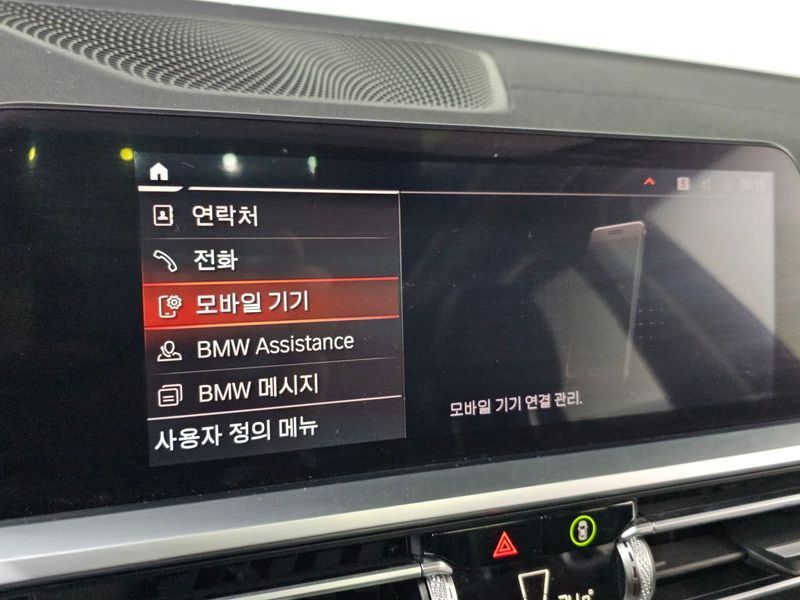 연락처
전화
모바일 기기
BMW Assistance
BMW 메시지
사용자 정의 메뉴
모바일 기기 연결 관리.